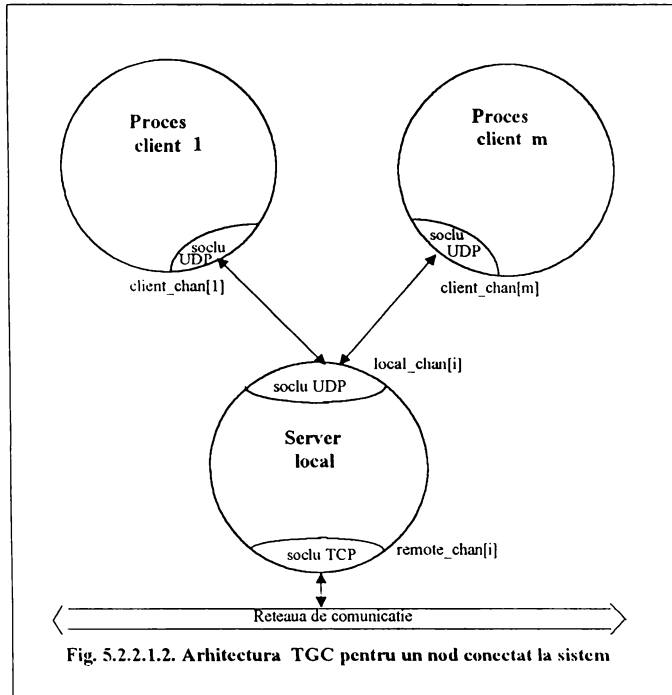 Proces
client 1
Proces
client m
soclu
UDP
soclu
UDP
client_chan[1]
client_chan[m]
local_chan[i]
soclu UDP
Server
local
soclu TCP
remote_chan[i]
Reteaua de comunicatie
Fig. 5.2.2.1.2. Arhitectura TGC pentru un nod conectat la sistem